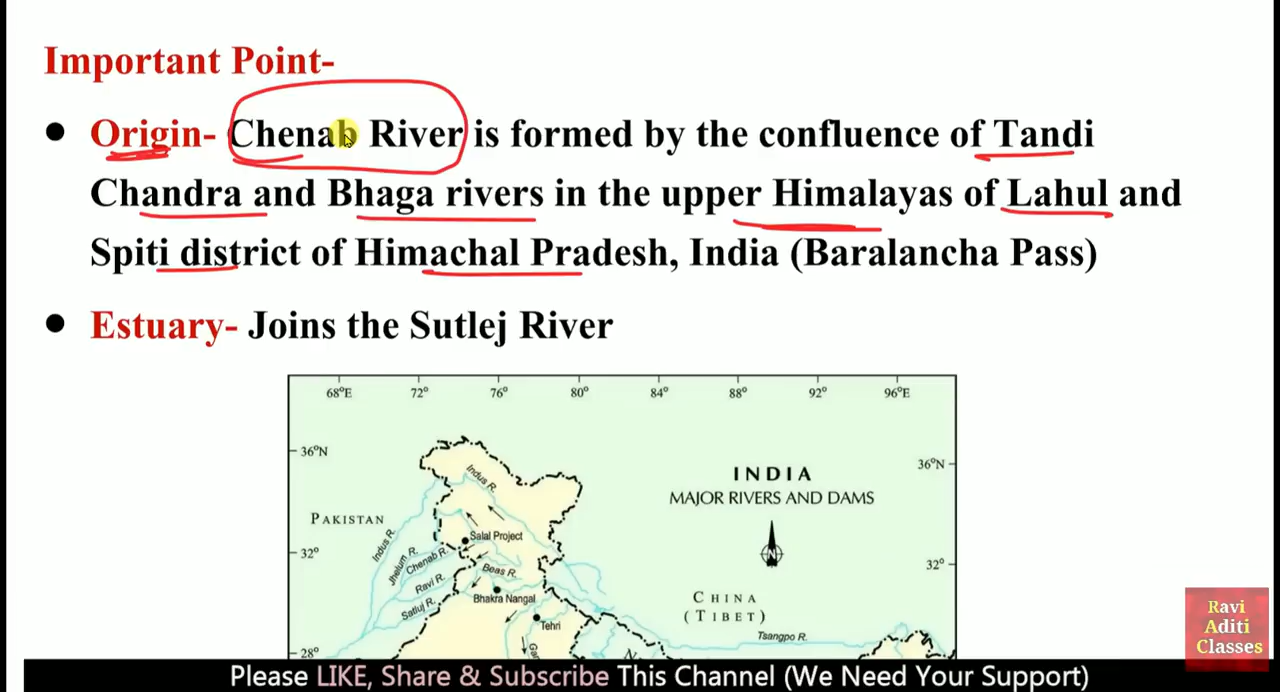 Important Point-
● Origin- Chenab River is formed by the confluence of Tandi
Chandra and Bhaga rivers in the upper Himalayas of Lahul and
Spiti district of Himachal Pradesh, India (Baralancha Pass)
● Estuary- Joins the Sutlej River
68°E 72° 76° 80° 84° 88° 92° 96°E
36°N
36°N
Indus R.
INDIA
MAJOR RIVERS AND DAMS
PAKISTAN
Indus R.
Salal Project
N
32°
Jhelum R.
Chenab R.
32°
Beas R.
Ravi R.
Bhakra Nangal
CHINA
(TIBET)
Satluj R.
Tehri
Tsangpo R.
28°
Ravi
Aditi
Classes
Please LIKE, Share & Subscribe This Channel (We Need Your Support)